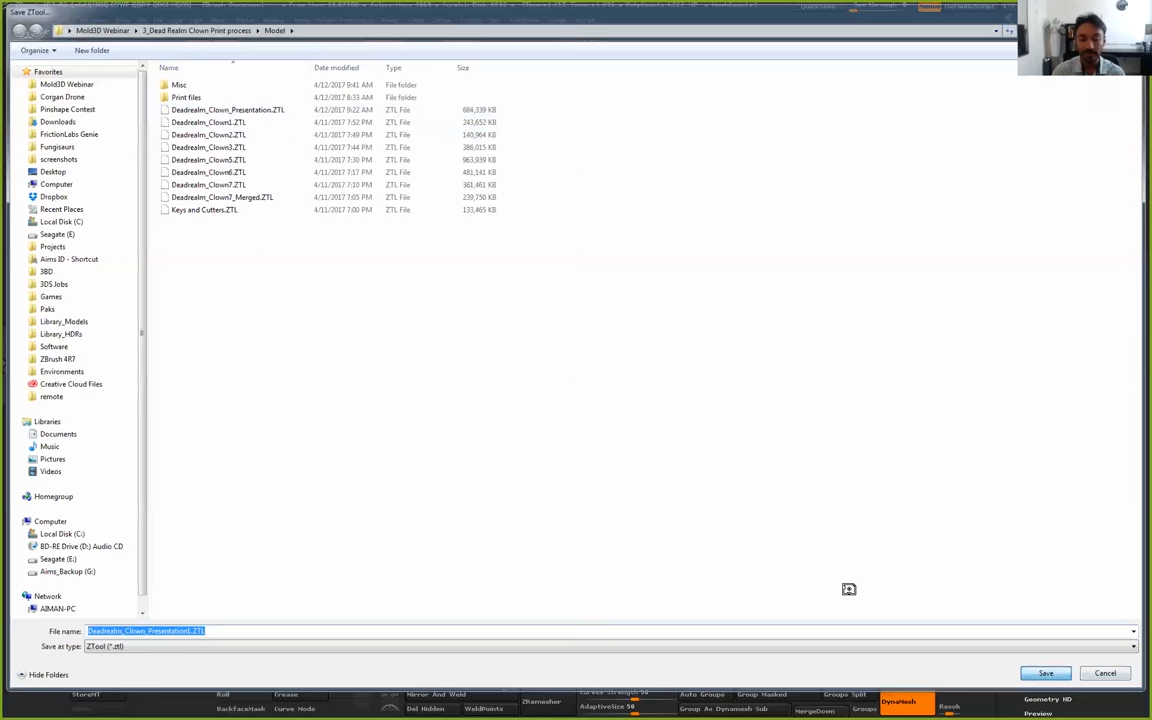 Save ZTool...
Mold3D Webinar
3_Dead Realm Clown Print process
Model
Organize
New folder
Name
Date modified
Type
Size
Favorites
Mold3D Webinar
Corgan Drone
Pinshape Contest
Downloads
FrictionLabs Genie
Fungisaurs
screenshots
Desktop
Computer
Dropbox
Recent Places
Local Disk (C)
Seagate (E)
Projects
Aims ID - Shortcut
3BD
3DS Jobs
Games
Paks
Library_Models
Library_HDRs
Software
ZBrush 4R7
Environments
Creative Cloud Files
remote
Libraries
Documents
Music
Pictures
Videos
Homegroup
Computer
Local Disk (C:)
BD-RE Drive (D:) Audio CD
Seagate (E:)
Aims_Backup (G:)
Network
AIMAN-PC
Misc 4/12/2017 9:41 AM File folder
Print files 4/12/2017 8:33 AM File folder
Deadrealm_Clown_Presentation.ZTL 4/12/2017 9:22 AM ZTL File 684,339 KB
Deadrealm_Clown1.ZTL 4/11/2017 7:52 PM ZTL File 243,652 KB
Deadrealm_Clown2.ZTL 4/11/2017 7:49 PM ZTL File 140,964 KB
Deadrealm_Clown3.ZTL 4/11/2017 7:44 PM ZTL File 386,015 KB
Deadrealm_Clown5.ZTL 4/11/2017 7:30 PM ZTL File 963,939 KB
Deadrealm_Clown6.ZTL 4/11/2017 7:17 PM ZTL File 481,141 KB
Deadrealm_Clown7.ZTL 4/11/2017 7:10 PM ZTL File 361,461 KB
Deadrealm_Clown7_Merged.ZTL 4/11/2017 7:05 PM ZTL File 239,750 KB
Keys and Cutters.ZTL 4/11/2017 7:00 PM ZTL File 133,465 KB
File name: Deadrealm_Clown_Presentation1.ZTL
Save as type: ZTool (*.ztl)
Hide Folders
Save
Cancel
StoreMT
Roll
Crease
Mirror And Weld
ZRemesher
Curves Strength 50
Auto Groups
Group Masked
Groups Split
DynaMesh
Geometry HD
BackfaceMask
Curve Mode
Del Hidden
WeldPoints
AdaptiveSize 50
Group As Dynamesh Sub
MergeDown
Groups
Resok
Preview